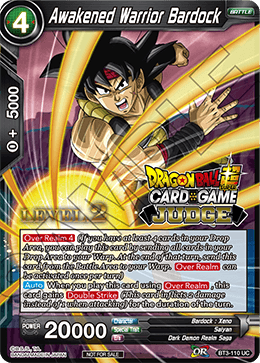 4
Awakened Warrior Bardock
BATTLE
0 + 5000
DRAGON BALL
SUPER
CARD GAME
JUDGE
LEVEL 2
Over Realm 4 (If you have at least 4 cards in your Drop
Area, you can play this card by sending all cards in your
Drop Area to your Warp. At the end of that turn, send this
card from the Battle Area to your Warp. Over Realm can be
activated once per turn)
Auto When you play this card using Over Realm, this
card gains Double Strike (This card inflicts 2 damage
instead of 1 when attacking) for the duration of the turn.
POWER
20000
Character
Bardock : Xeno
Saiyan
Dark Demon Realm Saga
NOT FOR SALE
BT3-110 UC